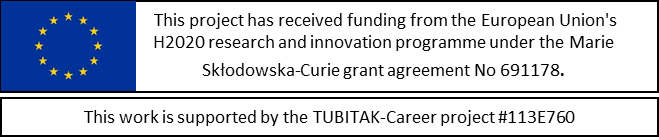 This project has received funding from the European Union's
H2020 research and innovation programme under the Marie
Skłodowska-Curie grant agreement No 691178.
This work is supported by the TUBITAK-Career project #113E760